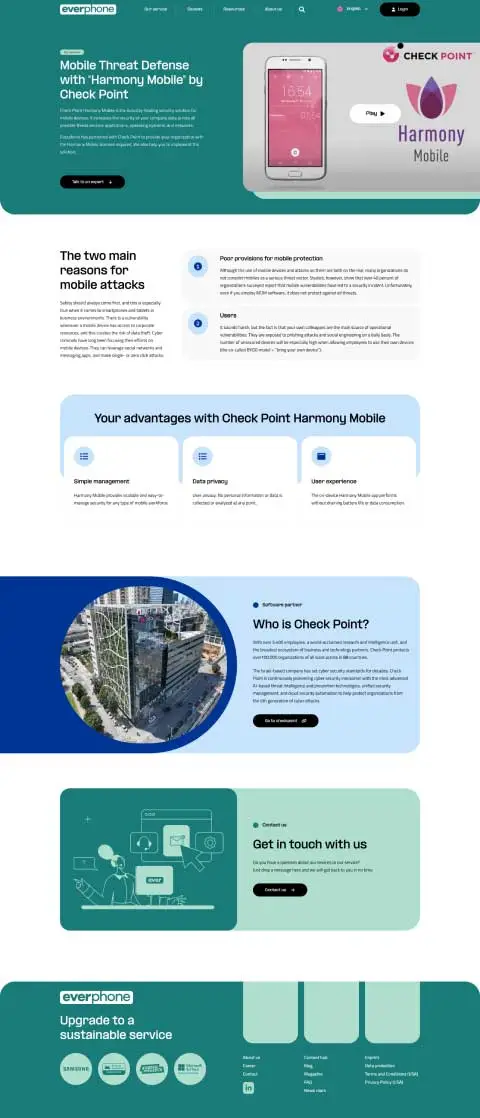 everphone
Our service
Devices
Resources
About us
English
Login
Mobile Threat Defense
with "Harmony Mobile" by
Check Point
Check Point Harmony Mobile is the industry-leading security solution for
mobile devices. It increases the security of your company data across all
possible threat vectors: applications, operating systems and networks.
Everphone has partnered with Check Point to provide your organization with
the Harmony Mobile licenses required. We also help you to implement this
solution.
Talk to an expert
CHECK POINT
16:54
07:54
Play
Harmony
Mobile
The two main
reasons for
mobile attacks
Safety should always come first, and this is especially
true when it comes to smartphones and tablets in
business environments. There is a vulnerability
whenever a mobile device has access to corporate
resources, and this creates the risk of data theft. Cyber
criminals have long been focusing their efforts on
mobile devices. They can leverage social networks and
messaging apps, and make single- or zero click attacks.
1
Poor provisions for mobile protection
Although the use of mobile devices and attacks on them are both on the rise, many organizations do
not consider mobiles as a serious threat vector. Studies, however, show that over 40 percent of
organizations surveyed report that mobile vulnerabilities have led to a security incident. Unfortunately,
even if you employ MDM software, it does not protect against all threats.
2
Users
It sounds harsh, but the fact is that your own colleagues are the main source of operational
vulnerabilities. They are exposed to phishing attacks and social engineering on a daily basis. The
number of unsecured devices will be especially high when allowing employees to use their own devices
(the so-called BYOD model = "bring your own device").
Your advantages with Check Point Harmony Mobile
Simple management
Harmony Mobile provides scalable and easy-to-
manage security for any type of mobile workforce.
Data privacy
User privacy: No personal information or data is
collected or analyzed at any point.
User experience
The on-device Harmony Mobile app performs
without draining battery life or data consumption.
Software partner
Who is Check Point?
With over 5,400 employees, a world-acclaimed research and intelligence unit, and
the broadest ecosystem of business and technology partners, Check Point protects
over 100,000 organizations of all sizes across in 88 countries.
The Israeli-based company has set cyber security standards for decades. Check
Point is continuously pioneering cyber security innovation with the most advanced
AI-based threat intelligence and prevention technologies, unified security
management, and cloud security automation to help protect organizations from
the 6th generation of cyber attacks.
Go to checkpoint
ever
Contact us
Get in touch with us
Do you have a question about our devices or our service?
Just drop a message here and we will get back to you in no time.
Contact us
everphone
Upgrade to a
sustainable service
SAMSUNG
About us
Career
Contact
in
Content hub
Blog
Magazine
FAQ
News room
Imprint
Data protection
Terms and Conditions (USA)
Privacy Policy (USA)